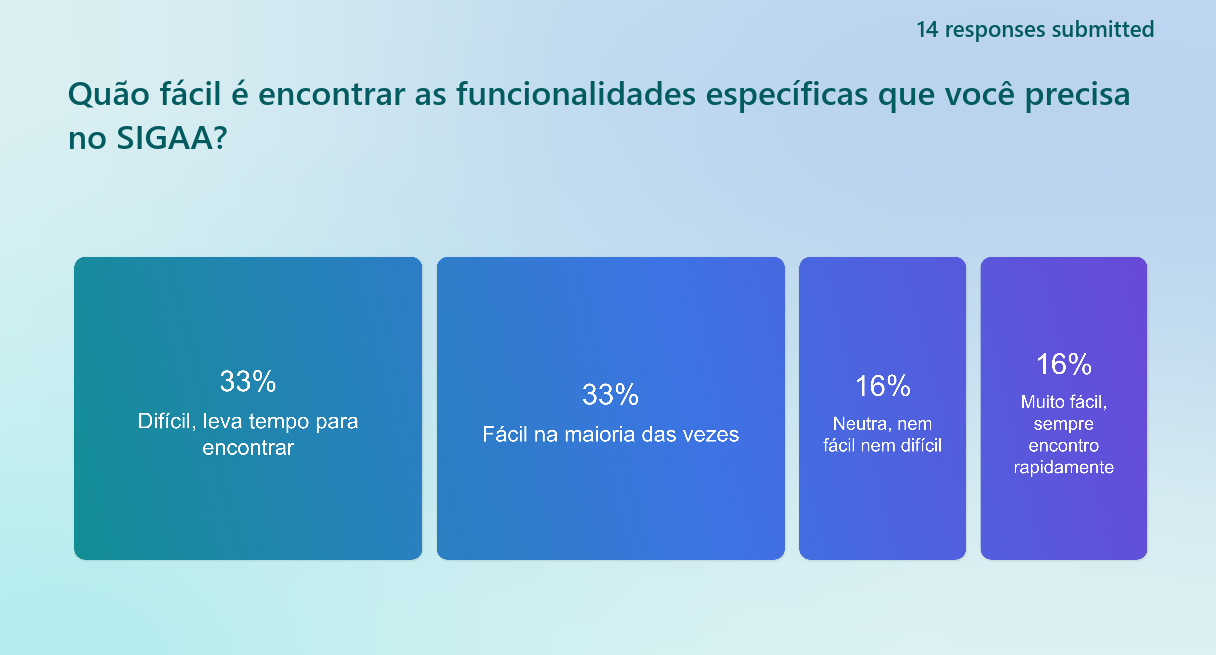 14 responses submitted
Quão fácil é encontrar as funcionalidades específicas que você precisa
no SIGAA?
33%
Difícil, leva tempo para
encontrar
33%
Fácil na maioria das vezes
16%
Neutra, nem
fácil nem difícil
16%
Muito fácil,
sempre
encontro
rapidamente